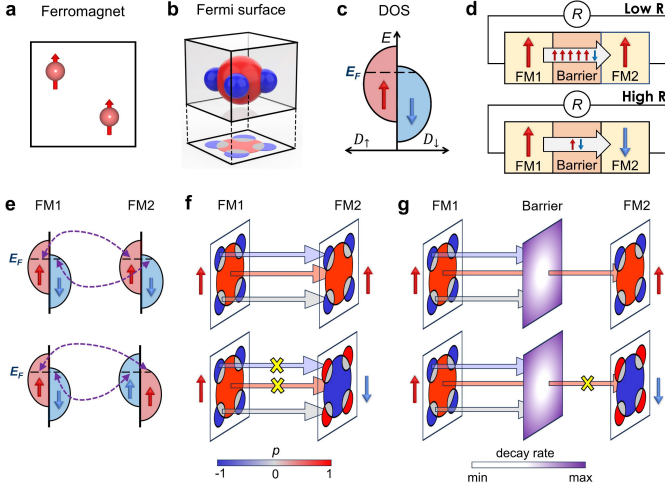 a Ferromagnet
b Fermi surface
c DOS
E
E_F
D↑ D↓
d
R Low R
FM1 Barrier FM2
R High R
FM1 Barrier FM2
e FM1 FM2
E_F
E_F
f FM1 FM2
p
-1 0 1
g FM1 Barrier FM2
decay rate
min max